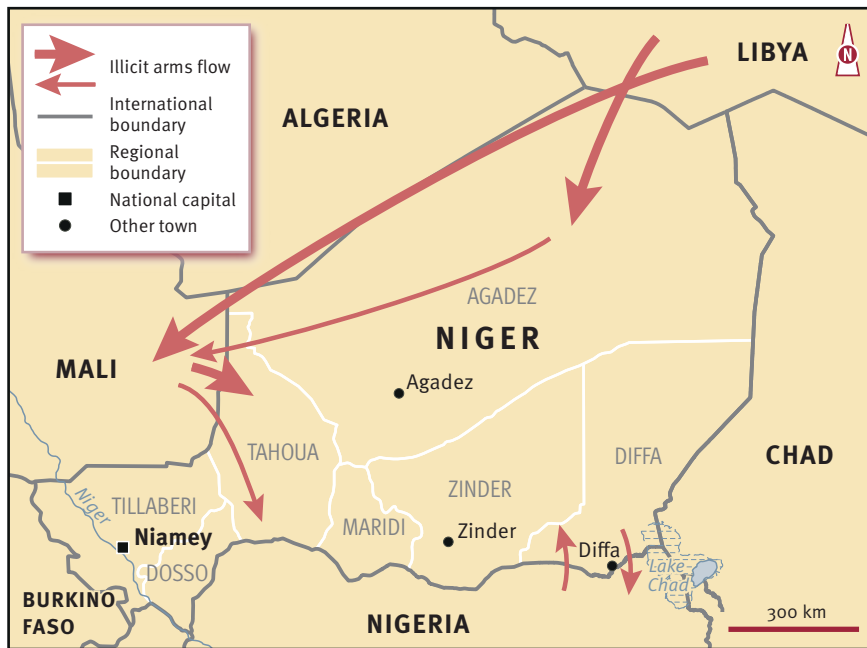 Illicit arms flow
International
boundary
Regional
boundary
National capital
Other town
ALGERIA
LIBYA
N
AGADEZ
NIGER
MALI
Agadez
TAHOUA
DIFFA
CHAD
ZINDER
TILLABERI
MARIDI
Niger
Niamey
Zinder
Diffa
DOSSO
Lake
Chad
BURKINO
FASO
NIGERIA
300 km